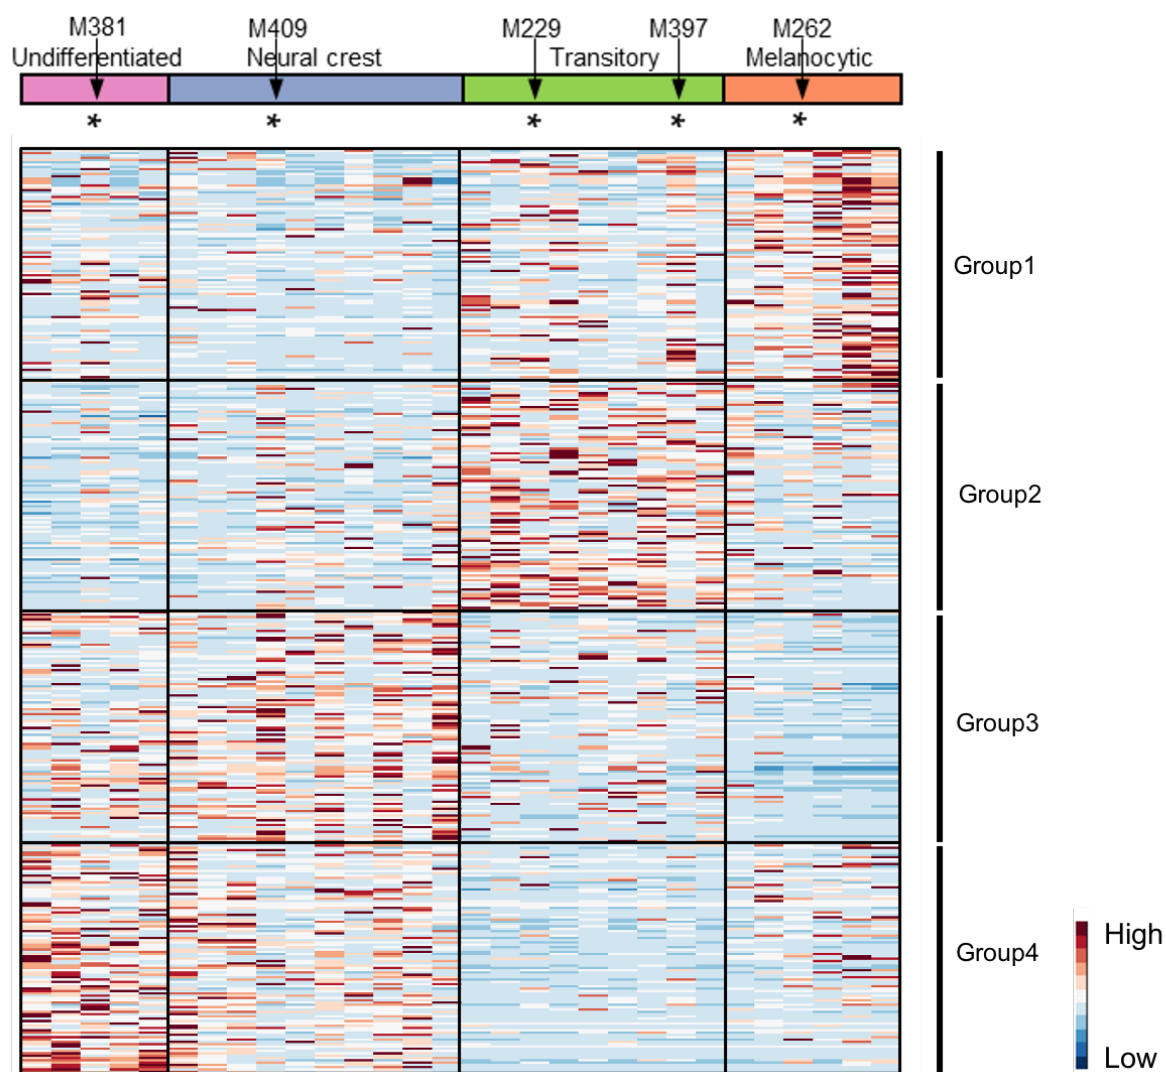 M381 M409 M229 M397 M262
Undifferentiated Neural crest Transitory Melanocytic
* * * * *
Group1
Group2
Group3
Group4
High
Low